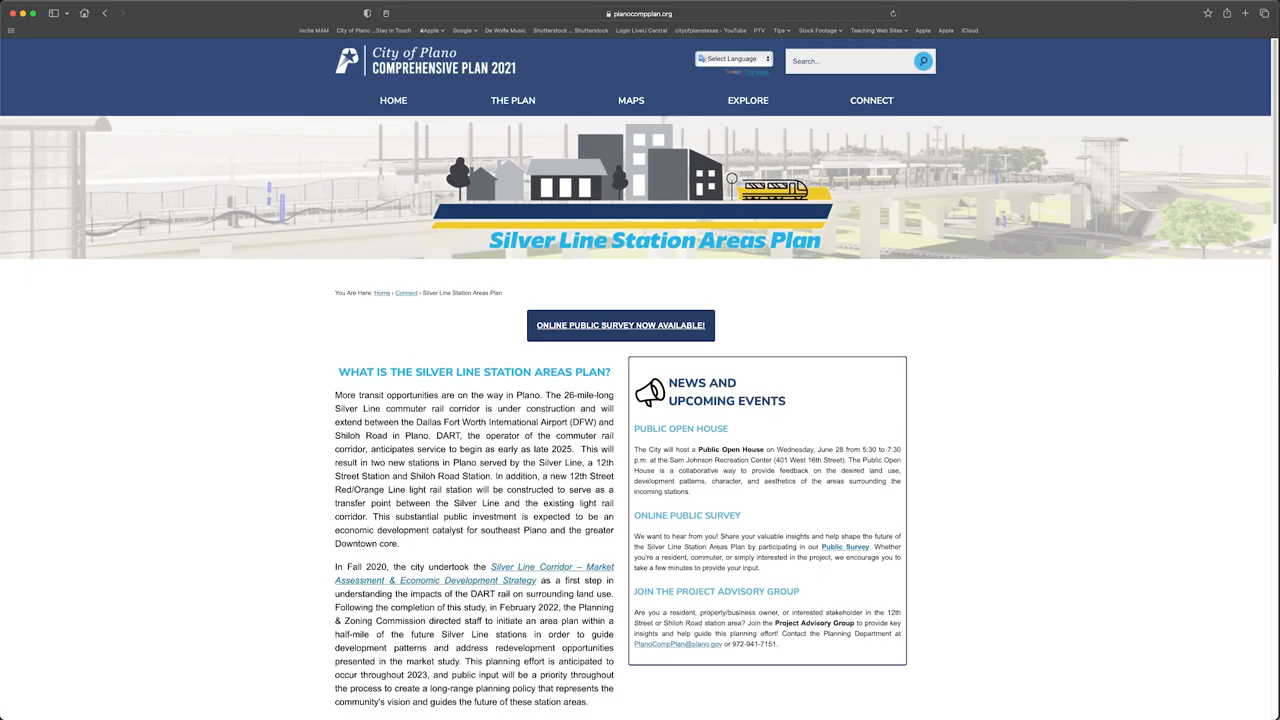 planocompplan.org
Incite MAM City of Plano ...Stay In Touch Apple Google De Wolfe Music Shutterstock ... Shutterstock Login LiveU Central cityofplanotexas - YouTube PTV Tips Stock Footage Teaching Web Sites Apple Apple iCloud
City of Plano
COMPREHENSIVE PLAN 2021
Select Language
Google Translate
Search...
HOME THE PLAN MAPS EXPLORE CONNECT
Silver Line Station Areas Plan
You Are Here: Home › Connect › Silver Line Station Areas Plan
ONLINE PUBLIC SURVEY NOW AVAILABLE!
WHAT IS THE SILVER LINE STATION AREAS PLAN?
More transit opportunities are on the way in Plano. The 26-mile-long
Silver Line commuter rail corridor is under construction and will
extend between the Dallas Fort Worth International Airport (DFW) and
Shiloh Road in Plano. DART, the operator of the commuter rail
corridor, anticipates service to begin as early as late 2025. This will
result in two new stations in Plano served by the Silver Line, a 12th
Street Station and Shiloh Road Station. In addition, a new 12th Street
Red/Orange Line light rail station will be constructed to serve as a
transfer point between the Silver Line and the existing light rail
corridor. This substantial public investment is expected to be an
economic development catalyst for southeast Plano and the greater
Downtown core.
In Fall 2020, the city undertook the Silver Line Corridor – Market
Assessment & Economic Development Strategy as a first step in
understanding the impacts of the DART rail on surrounding land use.
Following the completion of this study, in February 2022, the Planning
& Zoning Commission directed staff to initiate an area plan within a
half-mile of the future Silver Line stations in order to guide
development patterns and address redevelopment opportunities
presented in the market study. This planning effort is anticipated to
occur throughout 2023, and public input will be a priority throughout
the process to create a long-range planning policy that represents the
community's vision and guides the future of these station areas.
NEWS AND
UPCOMING EVENTS
PUBLIC OPEN HOUSE
The City will host a Public Open House on Wednesday, June 28 from 5:30 to 7:30
p.m. at the Sam Johnson Recreation Center (401 West 16th Street). The Public Open
House is a collaborative way to provide feedback on the desired land use,
development patterns, character, and aesthetics of the areas surrounding the
incoming stations.
ONLINE PUBLIC SURVEY
We want to hear from you! Share your valuable insights and help shape the future of
the Silver Line Station Areas Plan by participating in our Public Survey. Whether
you're a resident, commuter, or simply interested in the project, we encourage you to
take a few minutes to provide your input.
JOIN THE PROJECT ADVISORY GROUP
Are you a resident, property/business owner, or interested stakeholder in the 12th
Street or Shiloh Road station area? Join the Project Advisory Group to provide key
insights and help guide this planning effort! Contact the Planning Department at
PlanoCompPlan@plano.gov or 972-941-7151.